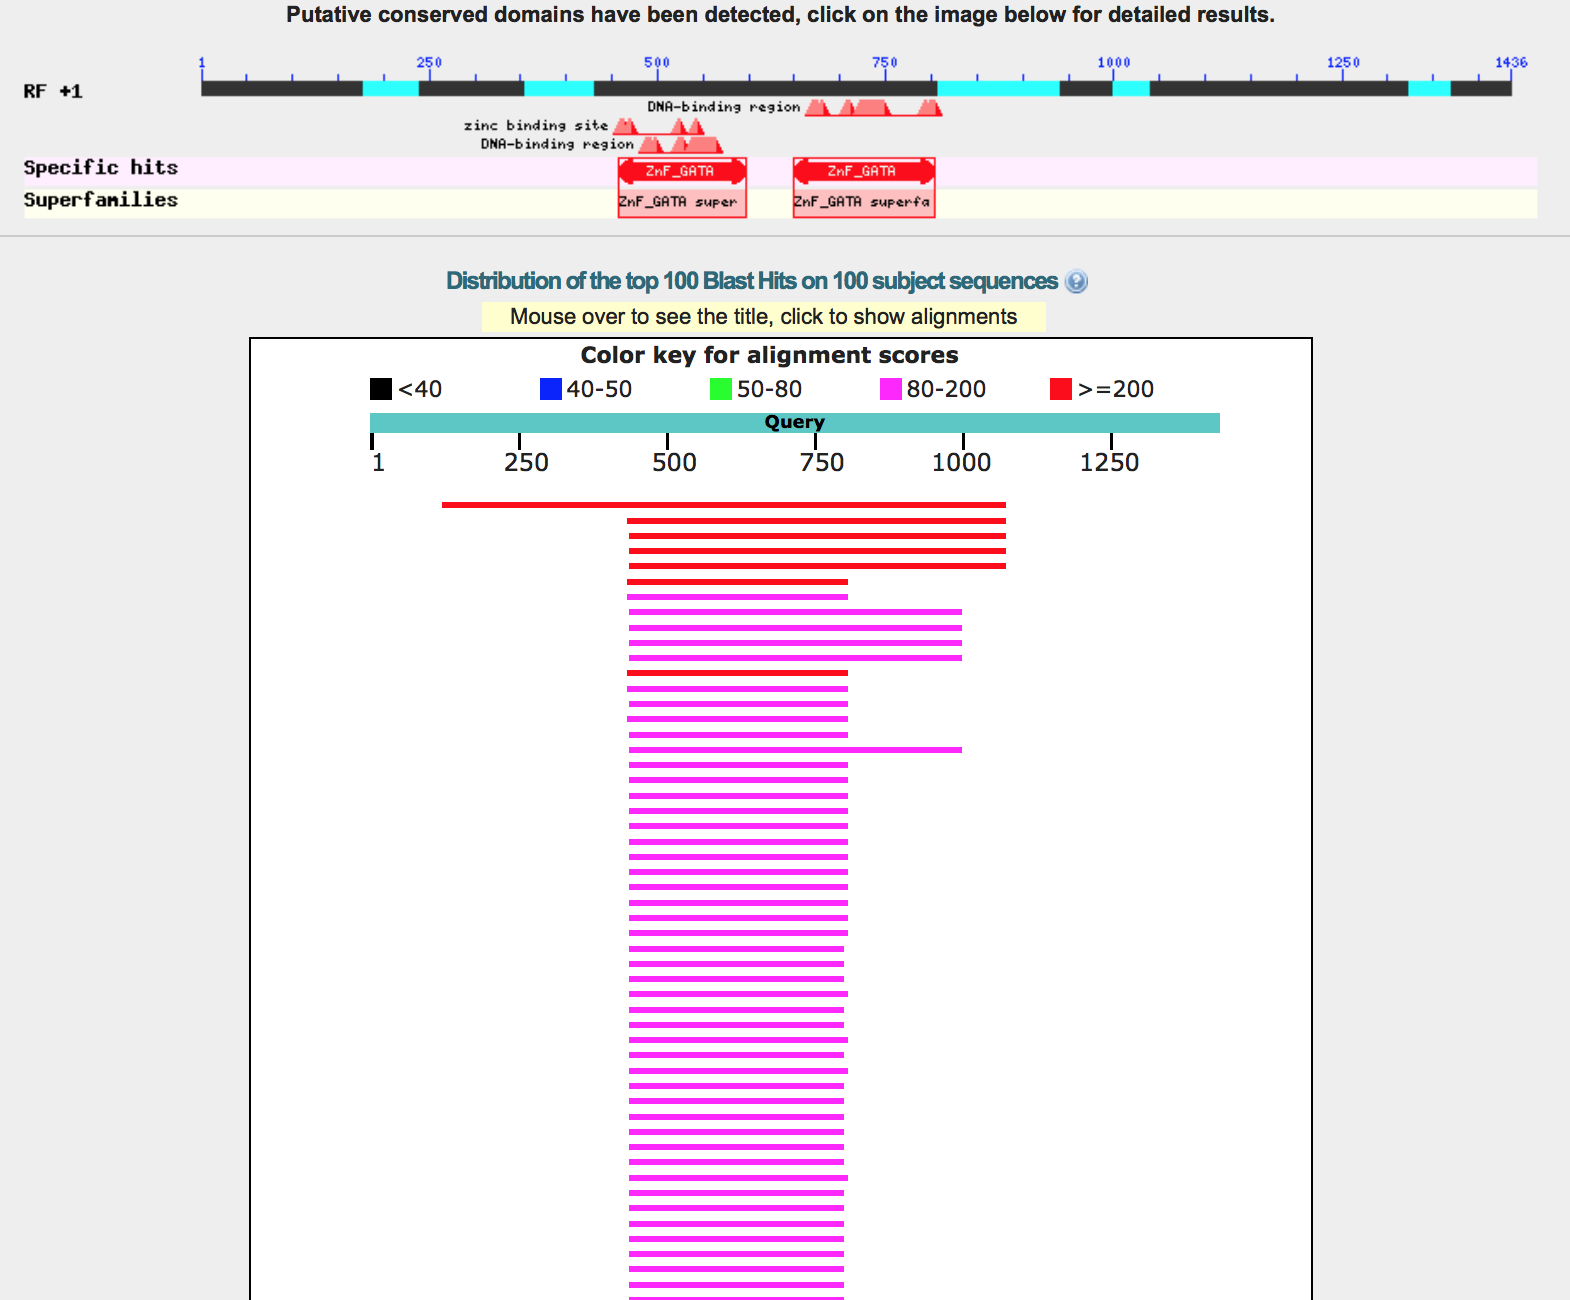 Putative conserved domains have been detected, click on the image below for detailed results.
1 250 500 750 1000 1250 1436
RF +1
DNA-binding region
zinc binding site
DNA-binding region
Specific hits ZnF_GATA ZnF_GATA
Superfamilies ZnF_GATA super ZnF_GATA superfa
Distribution of the top 100 Blast Hits on 100 subject sequences ?
Mouse over to see the title, click to show alignments
Color key for alignment scores
<40 40-50 50-80 80-200 >=200
Query
1 250 500 750 1000 1250